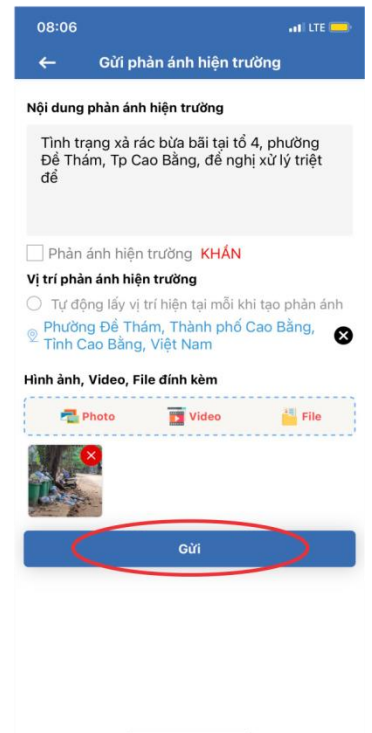 08:06
LTE
Gửi phản ánh hiện trường
Nội dung phản ánh hiện trường
Tình trạng xả rác bừa bãi tại tổ 4, phường
Đề Thám, Tp Cao Bằng, đề nghị xử lý triệt
để
Phản ánh hiện trường KHẨN
Vị trí phản ánh hiện trường
Tự động lấy vị trí hiện tại mỗi khi tạo phản ánh
Phường Đề Thám, Thành phố Cao Bằng,
Tỉnh Cao Bằng, Việt Nam
Hình ảnh, Video, File đính kèm
Photo Video File
Gửi